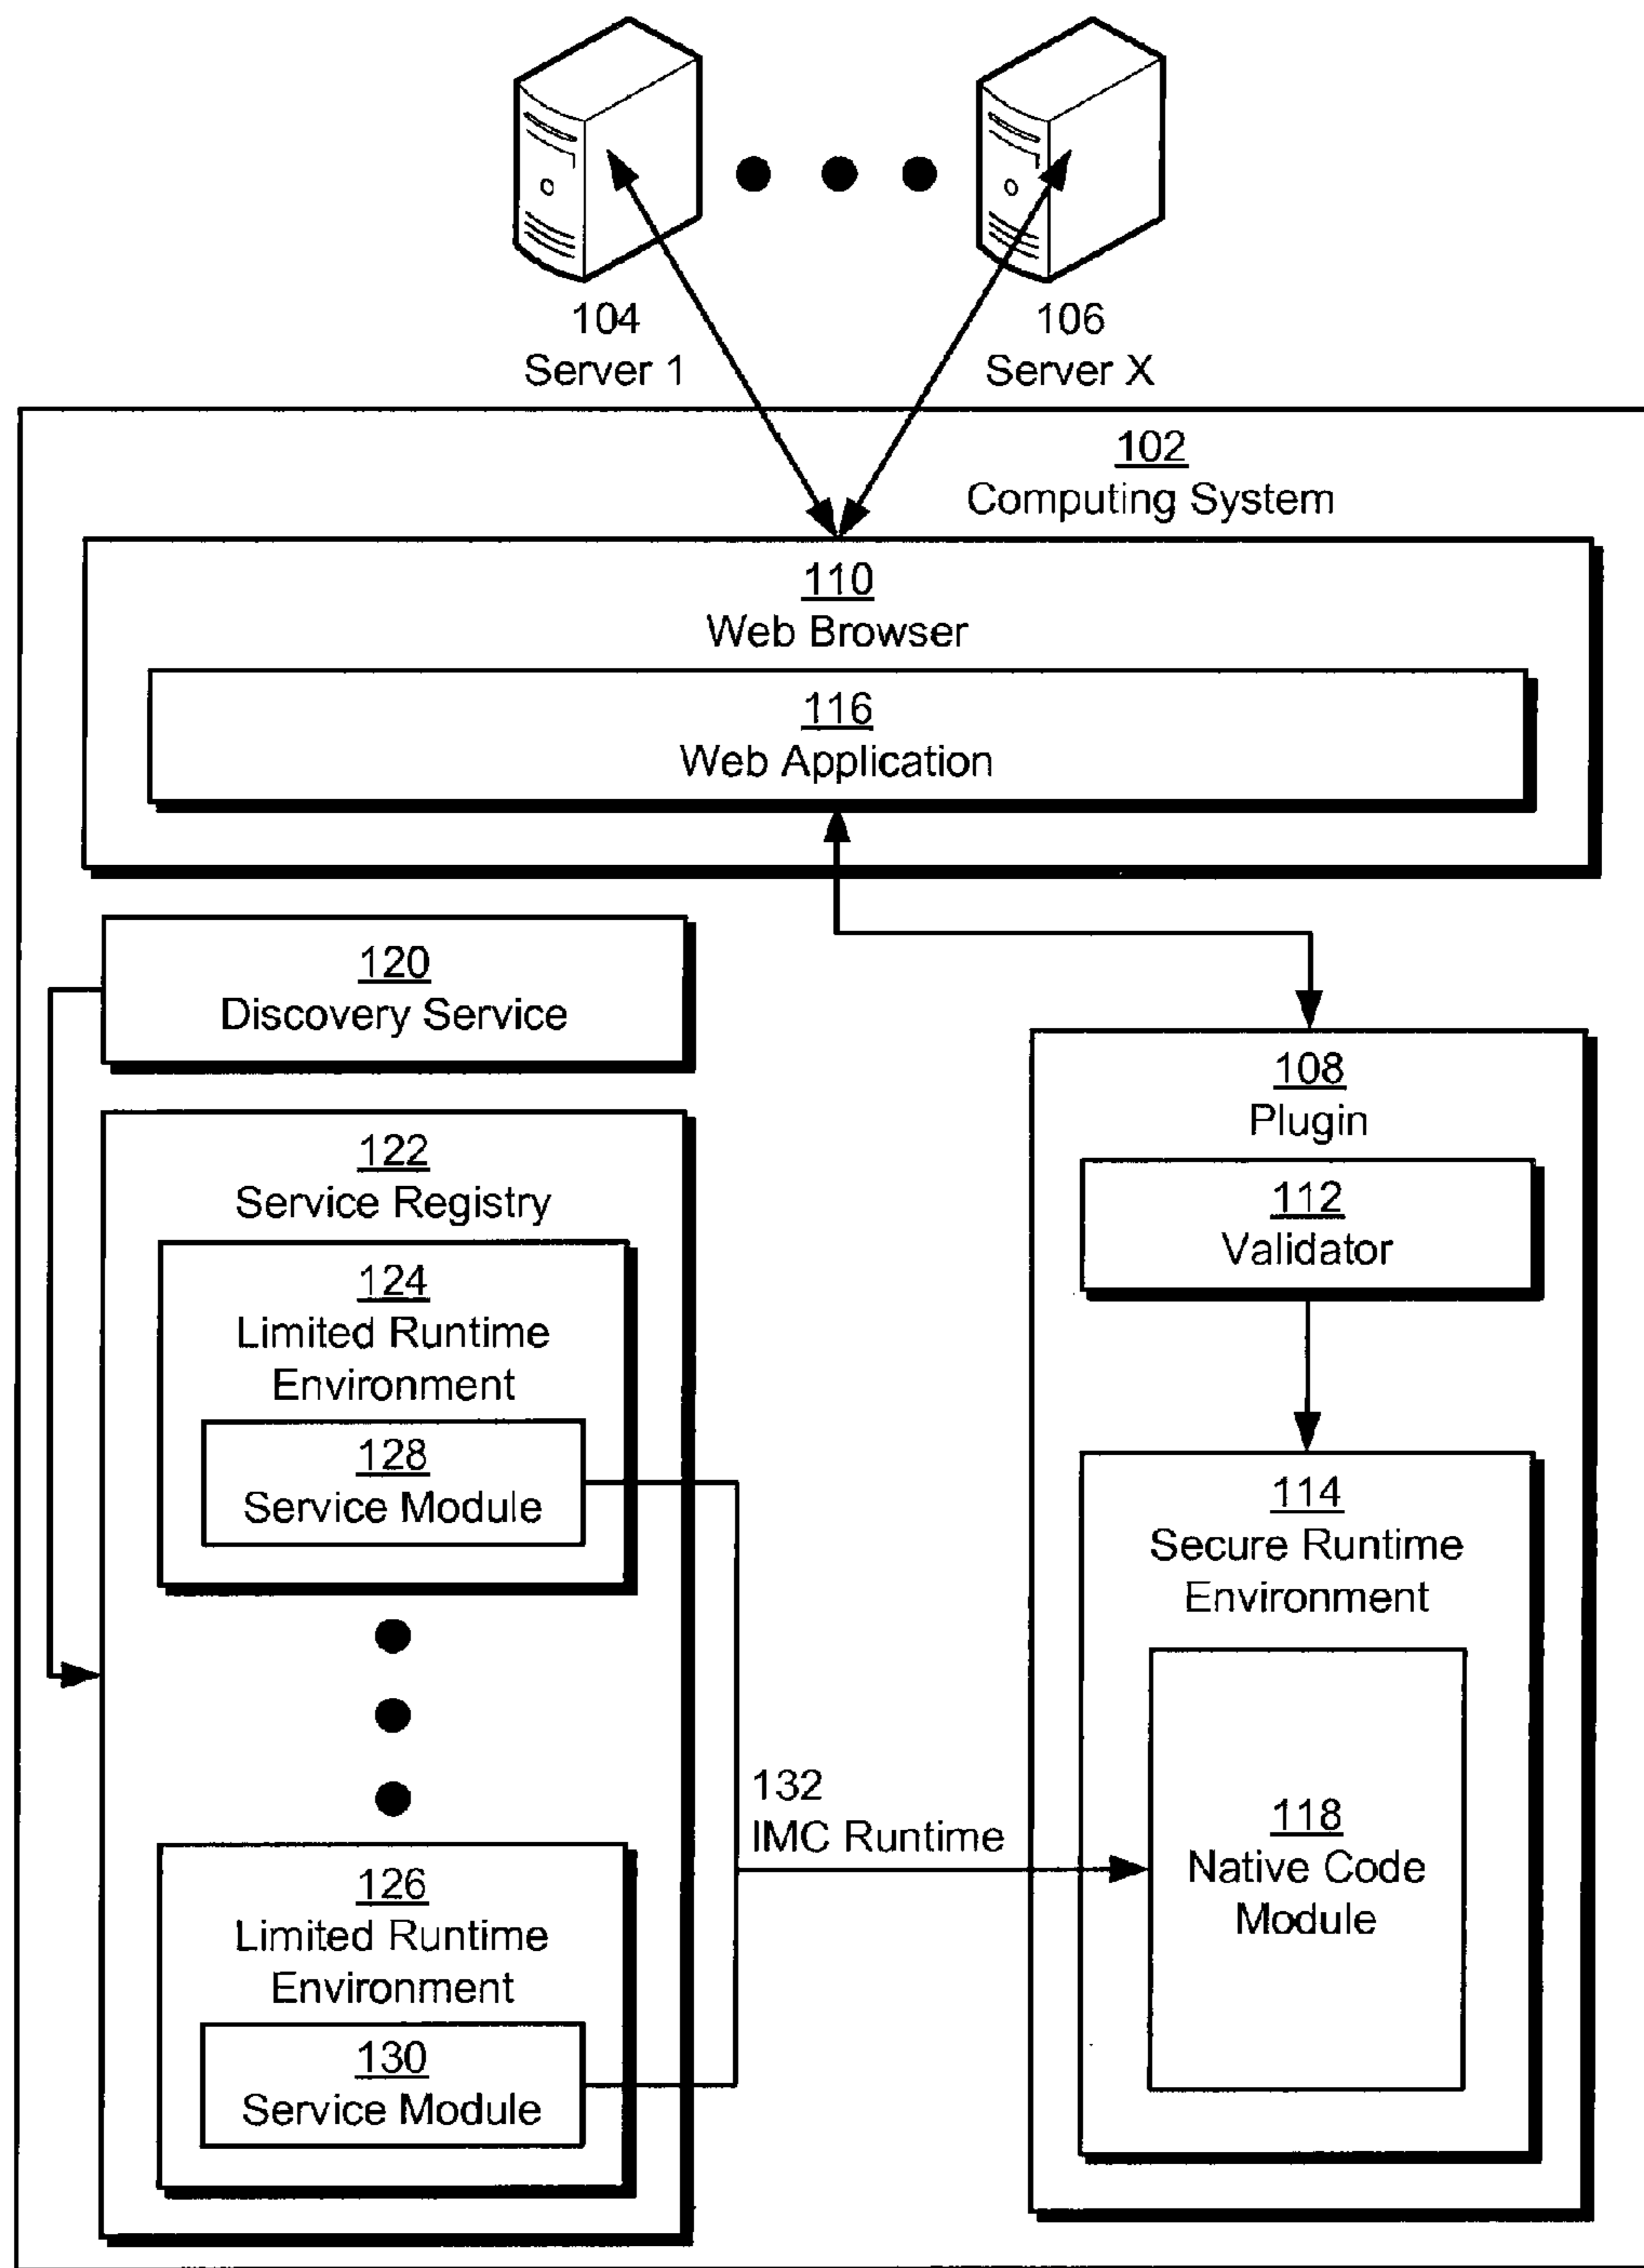 104
Server 1
106
Server X
102
Computing System
110
Web Browser
116
Web Application
120
Discovery Service
122
Service Registry
124
Limited Runtime
Environment
128
Service Module
126
Limited Runtime
Environment
130
Service Module
132
IMC Runtime
108
Plugin
112
Validator
114
Secure Runtime
Environment
118
Native Code
Module